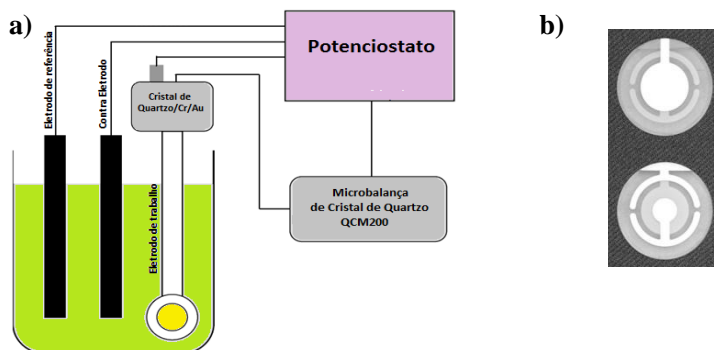 a)
b)
Potenciostato
Eletrodo de referência
Contra Eletrodo
Cristal de
Quartzo/Cr/Au
Eletrodo de trabalho
Microbalança
de Cristal de Quartzo
QCM200